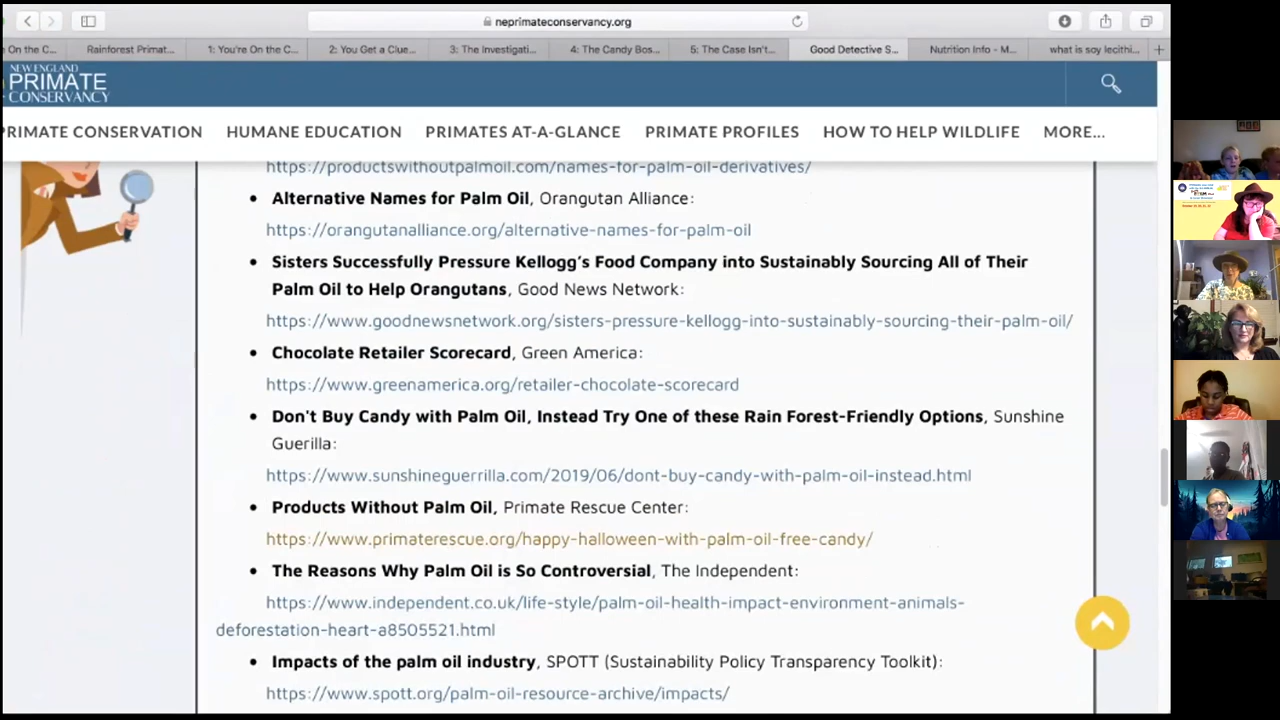 neprimateconservancy.org
On the C...
Rainforest Primat...
1: You're On the C...
2: You Get a Clue...
3: The Investigati...
4: The Candy Bos...
5: The Case Isn't...
Good Detective S...
Nutrition Info - M...
what is soy lecithi...
NEW ENGLAND
PRIMATE
CONSERVANCY
PRIMATE CONSERVATION
HUMANE EDUCATION
PRIMATES AT-A-GLANCE
PRIMATE PROFILES
HOW TO HELP WILDLIFE
MORE...
https://productswithoutpalmoil.com/names-for-palm-oil-derivatives/
• Alternative Names for Palm Oil, Orangutan Alliance:
https://orangutanalliance.org/alternative-names-for-palm-oil
• Sisters Successfully Pressure Kellogg's Food Company into Sustainably Sourcing All of Their
Palm Oil to Help Orangutans, Good News Network:
https://www.goodnewsnetwork.org/sisters-pressure-kellogg-into-sustainably-sourcing-their-palm-oil/
• Chocolate Retailer Scorecard, Green America:
https://www.greenamerica.org/retailer-chocolate-scorecard
• Don't Buy Candy with Palm Oil, Instead Try One of these Rain Forest-Friendly Options, Sunshine
Guerilla:
https://www.sunshineguerrilla.com/2019/06/dont-buy-candy-with-palm-oil-instead.html
• Products Without Palm Oil, Primate Rescue Center:
https://www.primaterescue.org/happy-halloween-with-palm-oil-free-candy/
• The Reasons Why Palm Oil is So Controversial, The Independent:
https://www.independent.co.uk/life-style/palm-oil-health-impact-environment-animals-
deforestation-heart-a8505521.html
• Impacts of the palm oil industry, SPOTT (Sustainability Policy Transparency Toolkit):
https://www.spott.org/palm-oil-resource-archive/impacts/